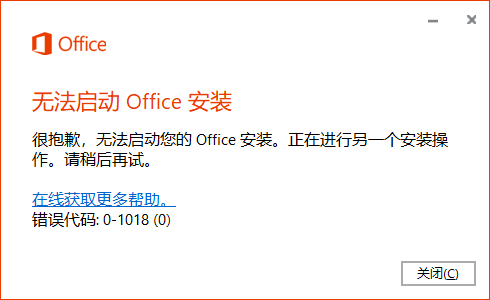 Office
无法启动 Office 安装
很抱歉，无法启动您的 Office 安装。正在进行另一个安装操
作。请稍后再试。
在线获取更多帮助。
错误代码: 0-1018 (0)
关闭(C)